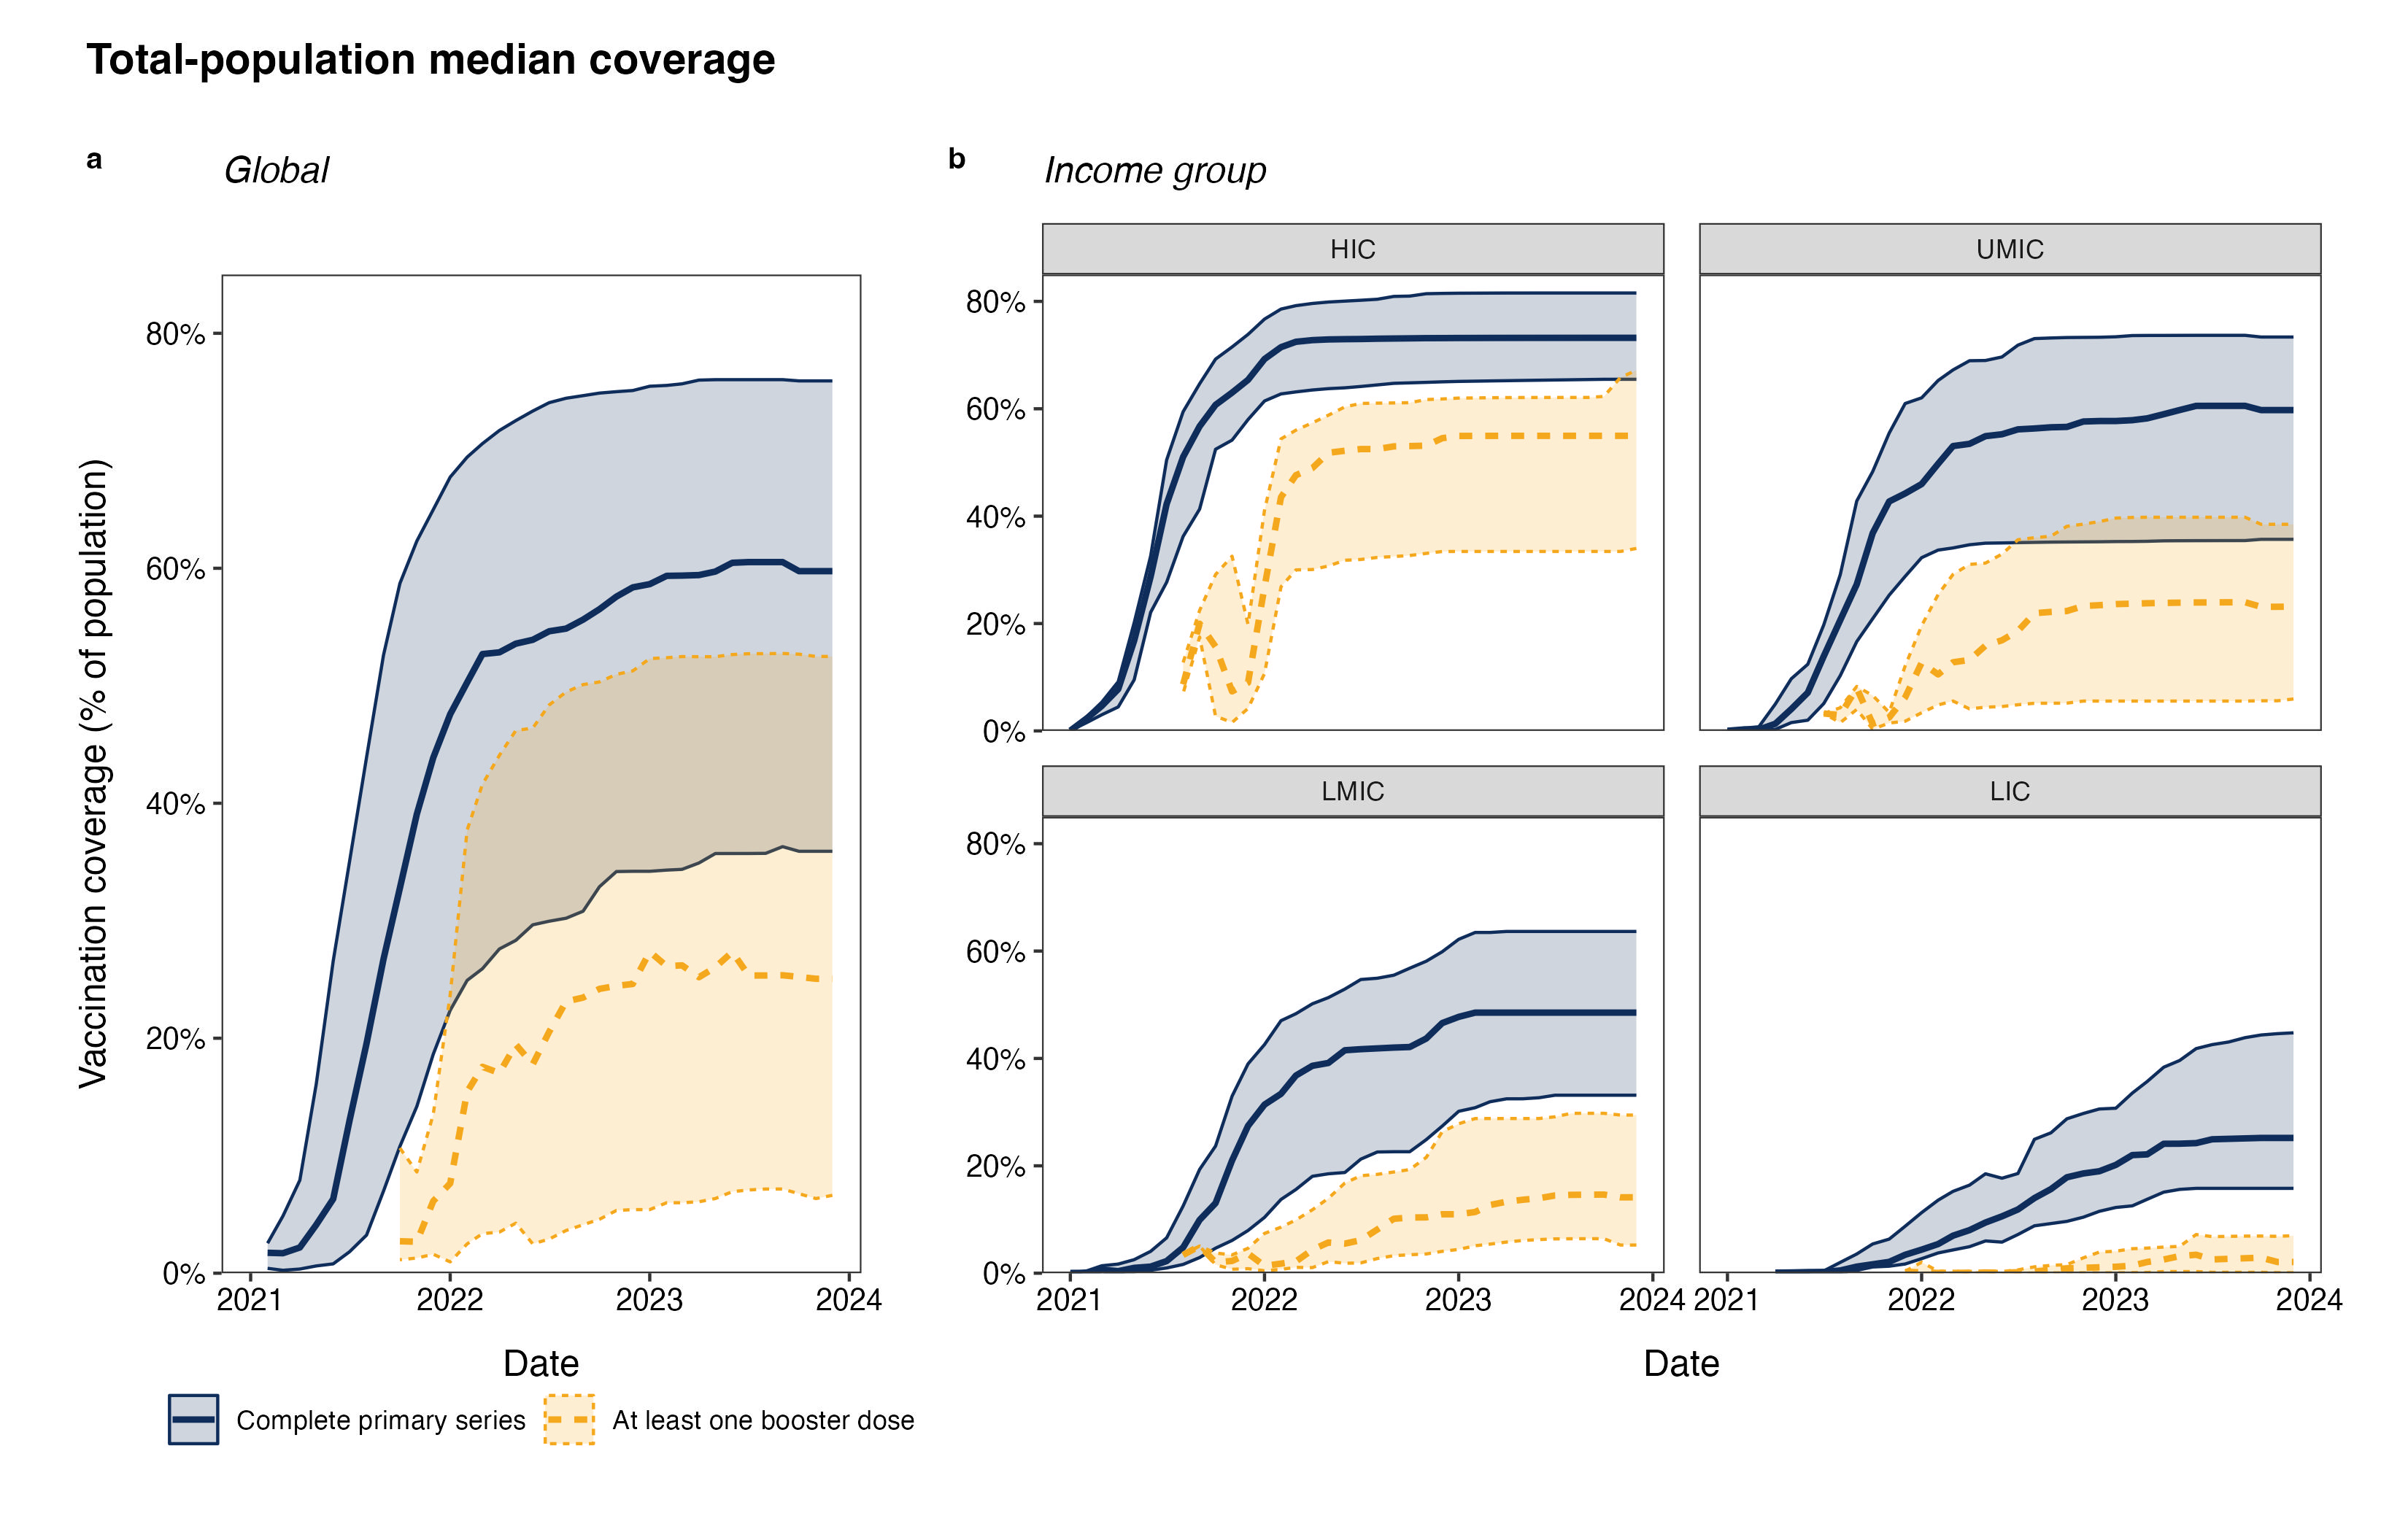 Total-population median coverage
a
Global
b
Income group
Vaccination coverage (% of population)
80%
60%
40%
20%
0%
2021 2022 2023 2024
Date
HIC
UMIC
80%
60%
40%
20%
0%
LMIC
LIC
80%
60%
40%
20%
0%
2021 2022 2023 2024 2021 2022 2023 2024
Date
Complete primary series At least one booster dose